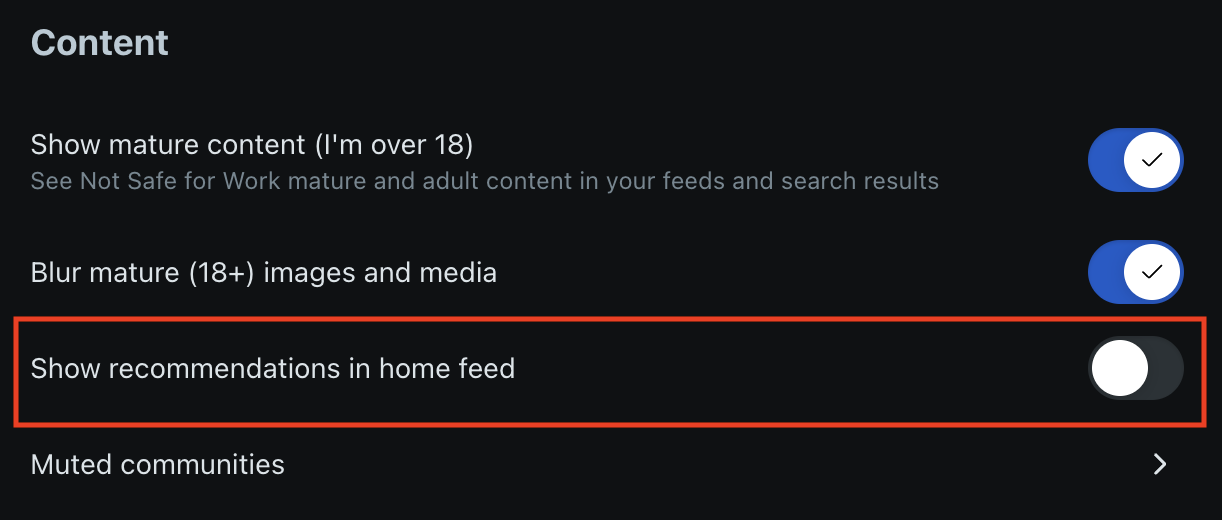 Content
Show mature content (I'm over 18)
See Not Safe for Work mature and adult content in your feeds and search results
Blur mature (18+) images and media
Show recommendations in home feed
Muted communities